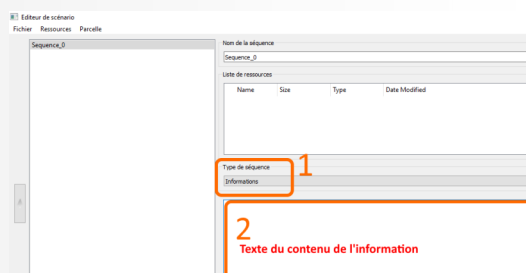 Editeur de scénario
Fichier Ressources Parcelle
Sequence_0
Nom de la séquence
Sequence_0
Liste de ressources
Name Size Type Date Modified
Type de séquence
1
Informations
2
Texte du contenu de l'information